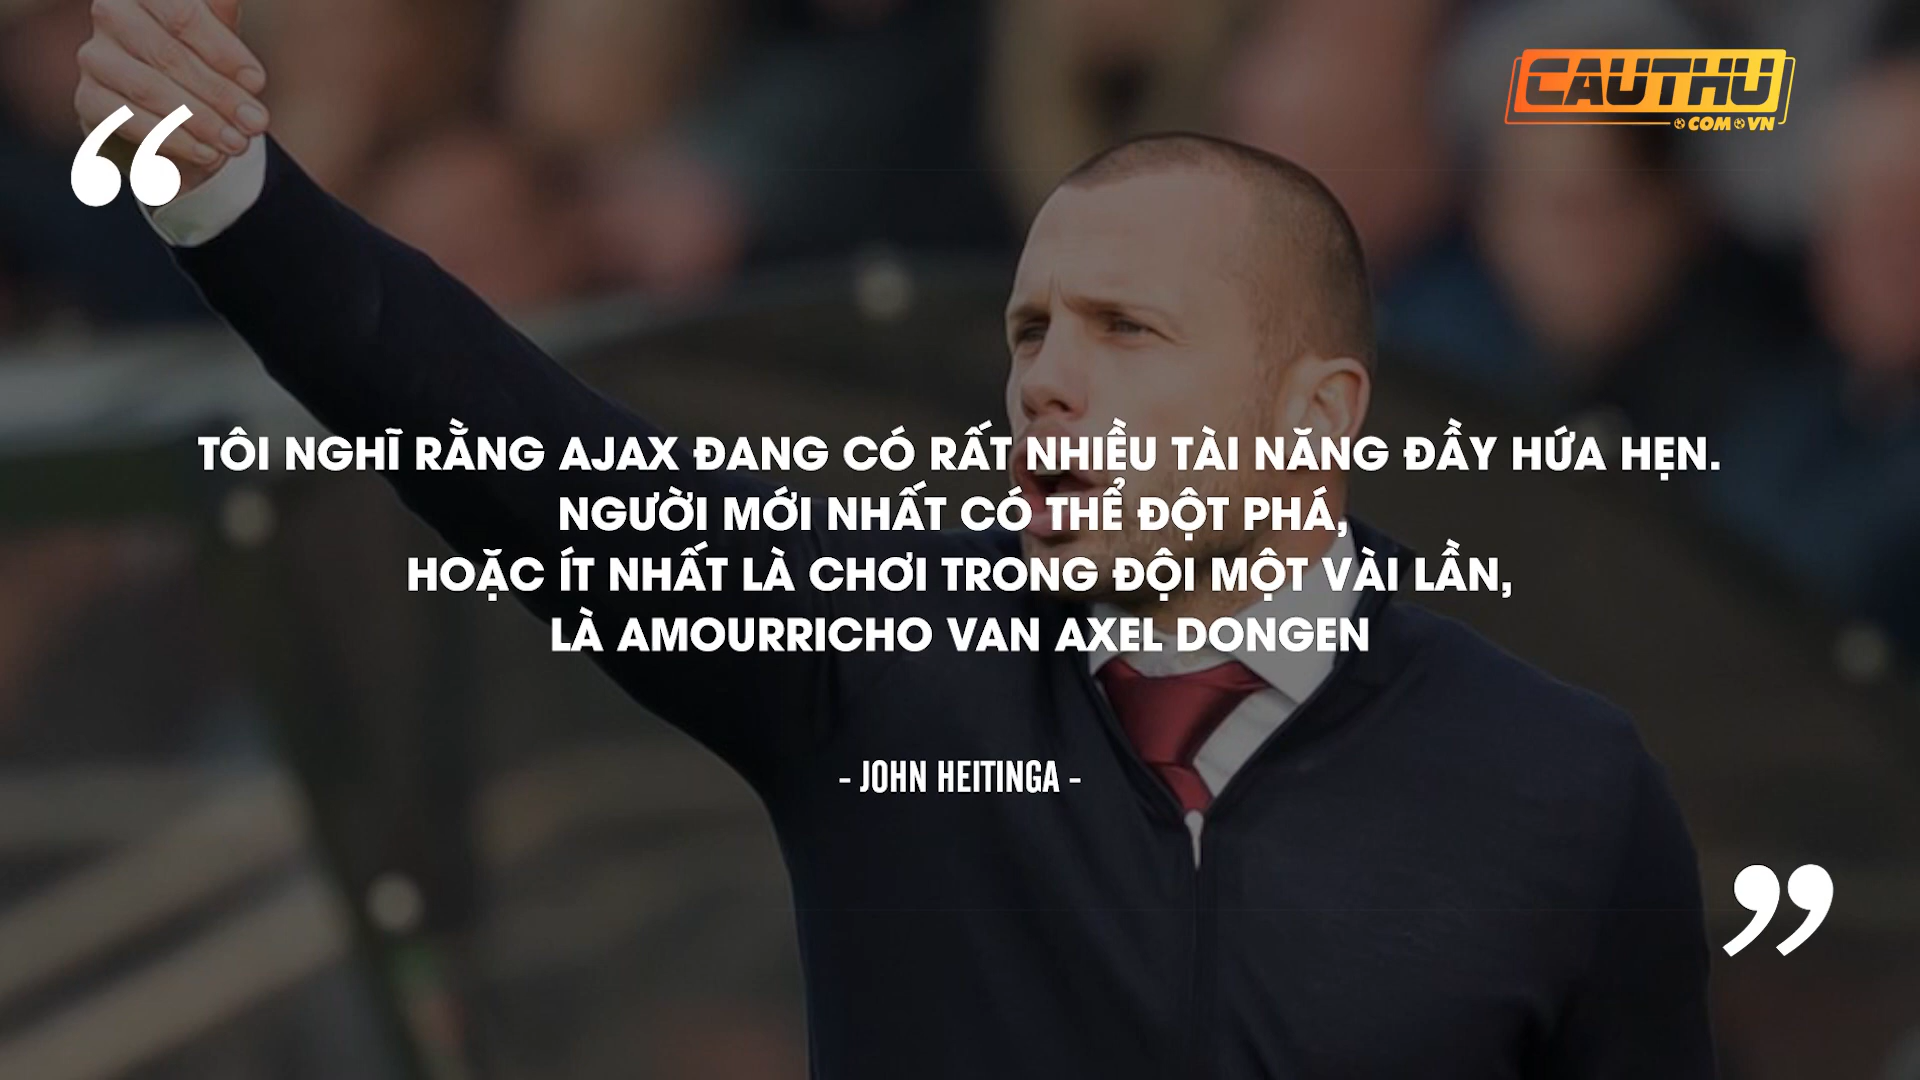 CAUTHU
COM VN
“
TÔI NGHĨ RẰNG AJAX ĐANG CÓ RẤT NHIỀU TÀI NĂNG ĐẦY HỨA HẸN.
NGƯỜI MỚI NHẤT CÓ THỂ ĐỘT PHÁ,
HOẶC ÍT NHẤT LÀ CHƠI TRONG ĐỘI MỘT VÀI LẦN,
LÀ AMOURRICHO VAN AXEL DONGEN
- JOHN HEITINGA -
”